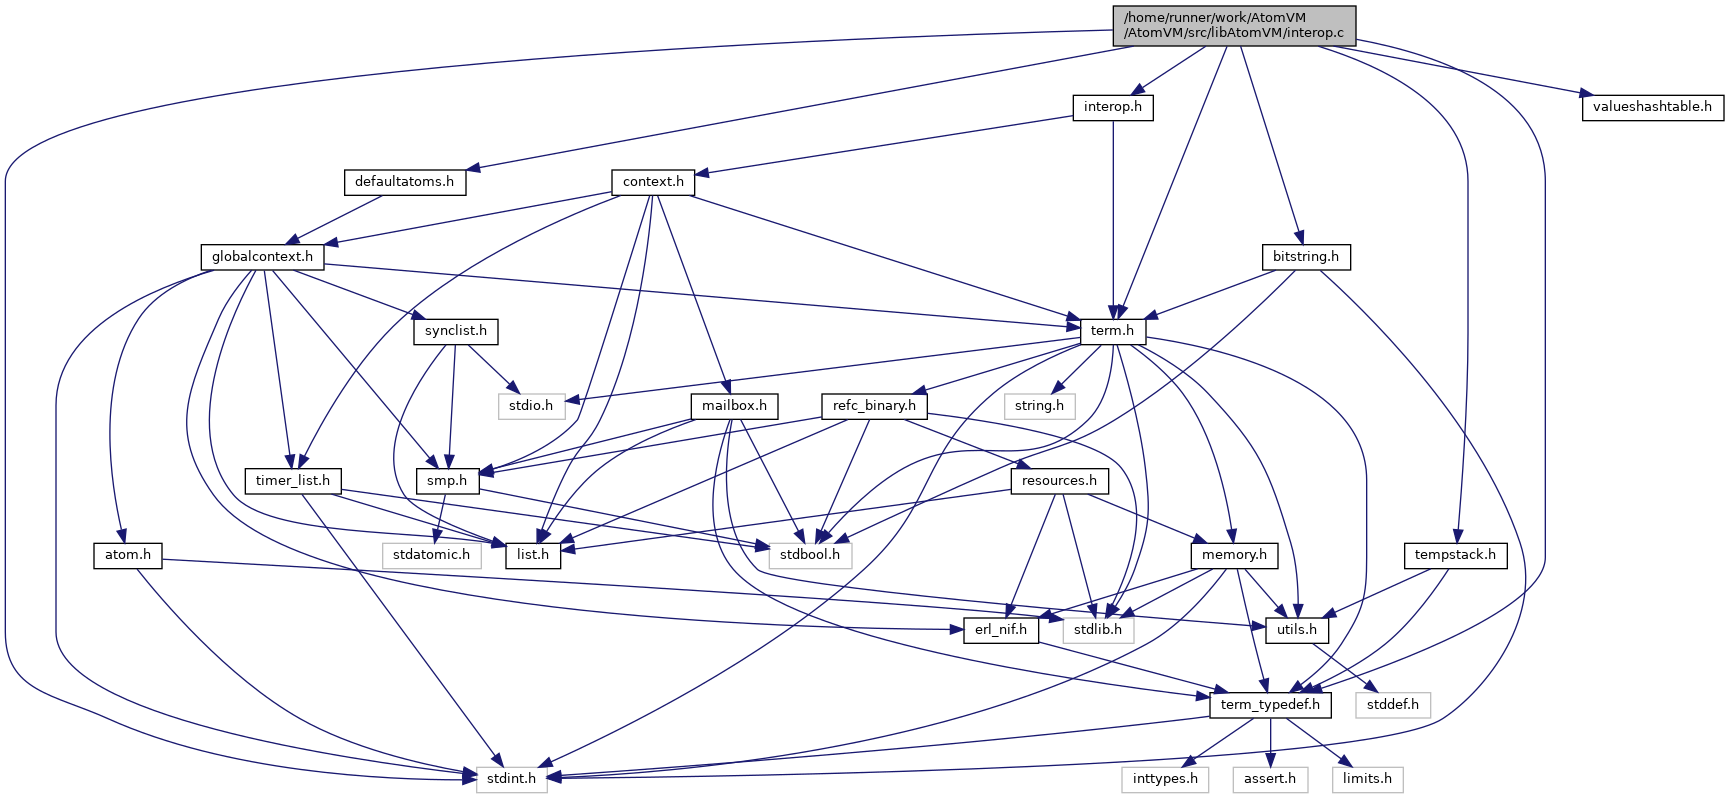 /home/runner/work/AtomVM
/AtomVM/src/libAtomVM/interop.c
interop.h
valueshashtable.h
defaultatoms.h
context.h
globalcontext.h
bitstring.h
synclist.h
term.h
stdio.h
mailbox.h
refc_binary.h
string.h
timer_list.h
smp.h
resources.h
atom.h
stdatomic.h
list.h
stdbool.h
memory.h
tempstack.h
erl_nif.h
stdlib.h
utils.h
term_typedef.h
stddef.h
stdint.h
inttypes.h
assert.h
limits.h